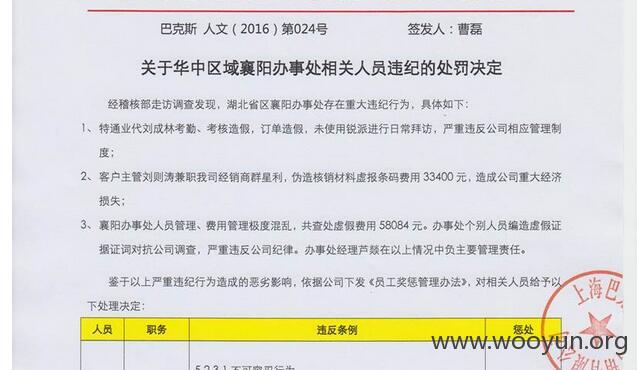 巴克斯 人文（2016）第024号 签发人：曹磊
关于华中区域襄阳办事处相关人员违纪的处罚决定
经稽核部走访调查发现，湖北省区襄阳办事处存在重大违纪行为，具体如下：
1、特通业代刘成林考勤、考核造假，订单造假，未使用锐派进行日常拜访，严重违反公司相应管理制
度；
2、客户主管刘则涛兼职我司经销商群星利，伪造核销材料虚报条码费用33400元，造成公司重大经济
损失；
3、襄阳办事处人员管理、费用管理极度混乱，共查处虚假费用58084元。办事处个别人员编造虚假证
据证词对抗公司调查，严重违反公司纪律。办事处经理芦燚在以上情况中负主要管理责任。
鉴于以上严重违纪行为造成的恶劣影响，依据公司下发《员工奖惩管理办法》，对相关人员给予以
下处理决定：
上海巴
人员 职务 违反条例 惩处
www.wooyun.org
5.2.3.1 不可容忍行为